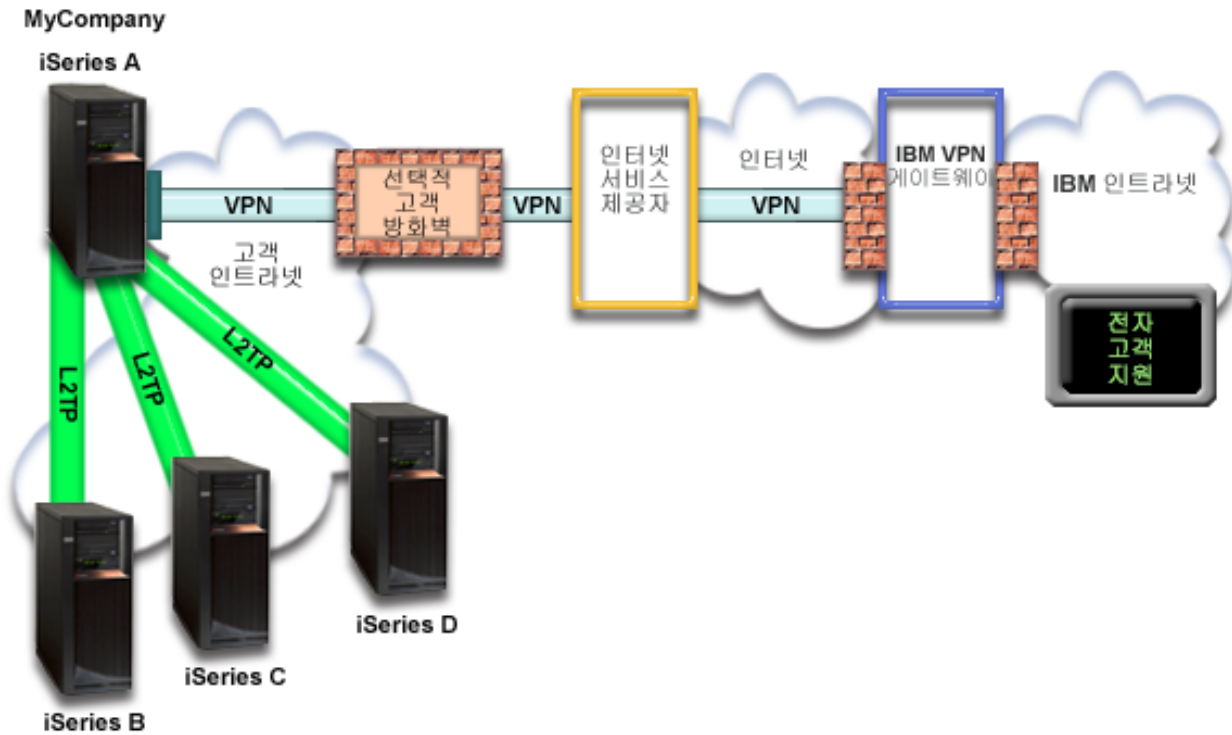 MyCompany
iSeries A
VPN
고객
인트라넷
선택적
고객
방화벽
VPN
인터넷
서비스
제공자
인터넷
VPN
IBM VPN
게이트웨이
IBM 인트라넷
전자
고객
지원
L2TP
L2TP
L2TP
iSeries D
iSeries C
iSeries B